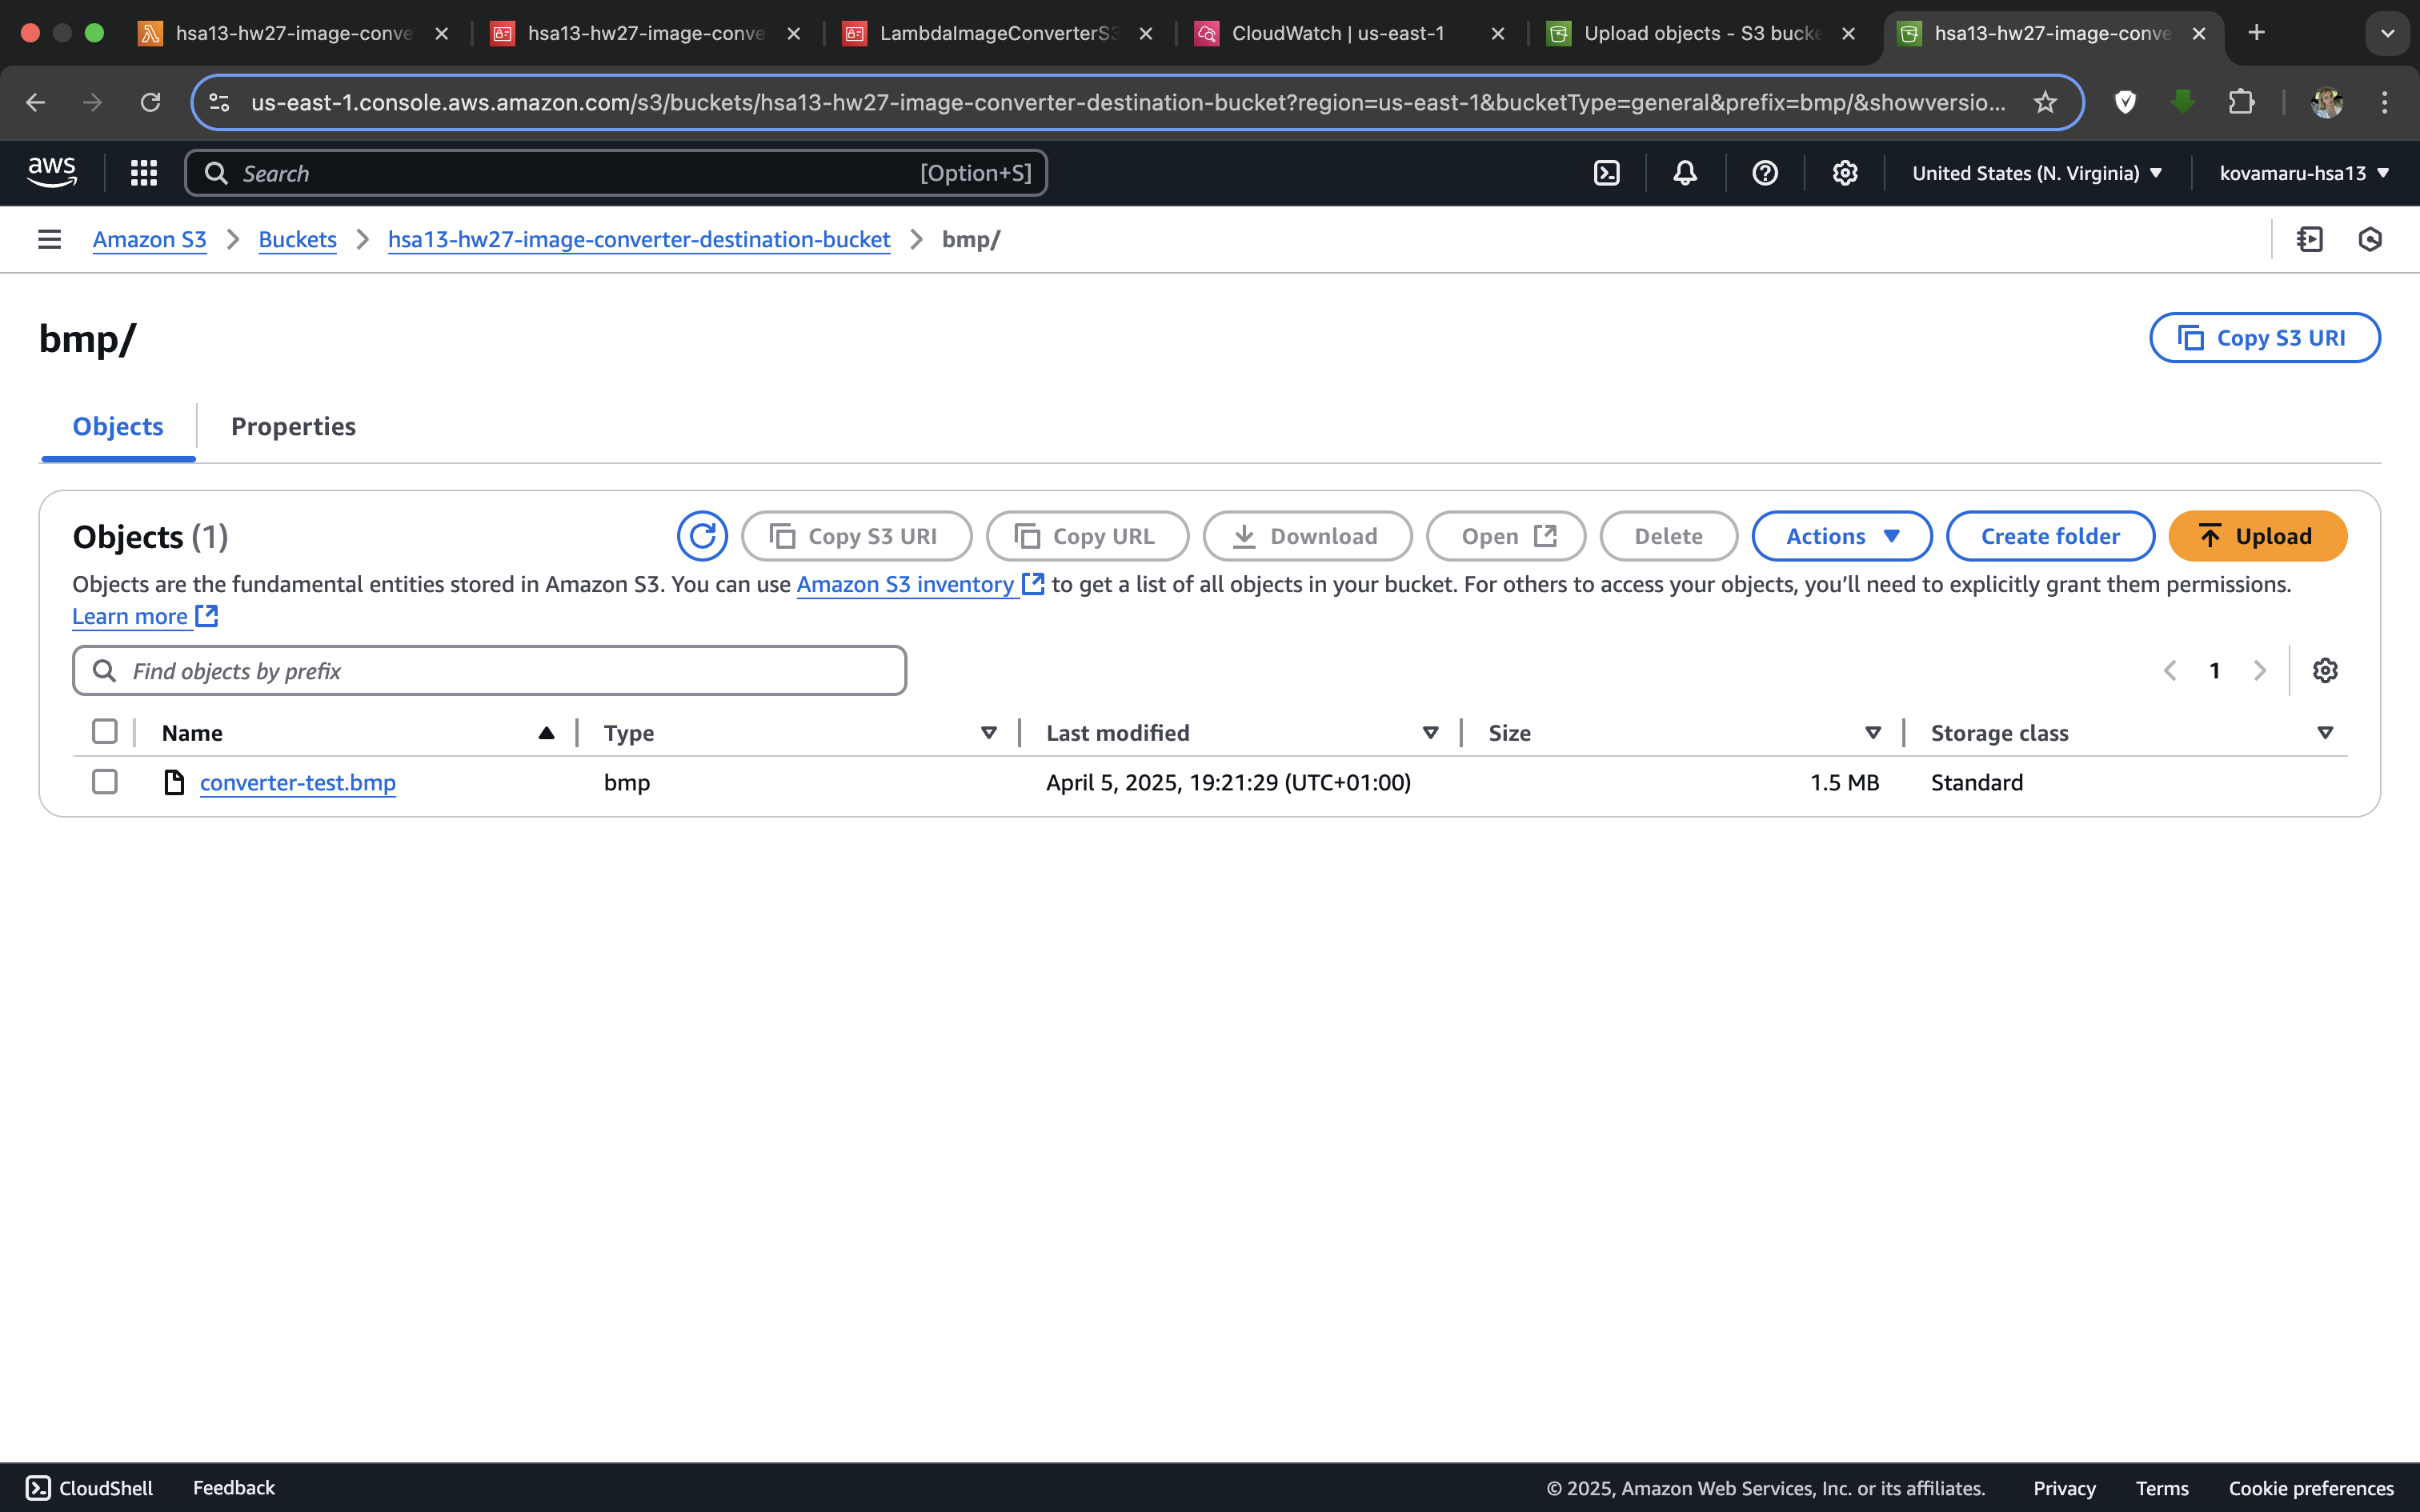 hsa13-hw27-image-conve
hsa13-hw27-image-conve
LambdaImageConverterS3
CloudWatch | us-east-1
Upload objects - S3 bucke
hsa13-hw27-image-conve
us-east-1.console.aws.amazon.com/s3/buckets/hsa13-hw27-image-converter-destination-bucket?region=us-east-1&bucketType=general&prefix=bmp/&showversio...
aws
Search
[Option+S]
United States (N. Virginia)
kovamaru-hsa13
Amazon S3 > Buckets > hsa13-hw27-image-converter-destination-bucket > bmp/
bmp/
Copy S3 URI
Objects
Properties
Objects (1)
Copy S3 URI
Copy URL
Download
Open
Delete
Actions
Create folder
Upload
Objects are the fundamental entities stored in Amazon S3. You can use Amazon S3 inventory to get a list of all objects in your bucket. For others to access your objects, you’ll need to explicitly grant them permissions.
Learn more
Find objects by prefix
1
Name Type Last modified Size Storage class
converter-test.bmp bmp April 5, 2025, 19:21:29 (UTC+01:00) 1.5 MB Standard
CloudShell
Feedback
© 2025, Amazon Web Services, Inc. or its affiliates.
Privacy
Terms
Cookie preferences